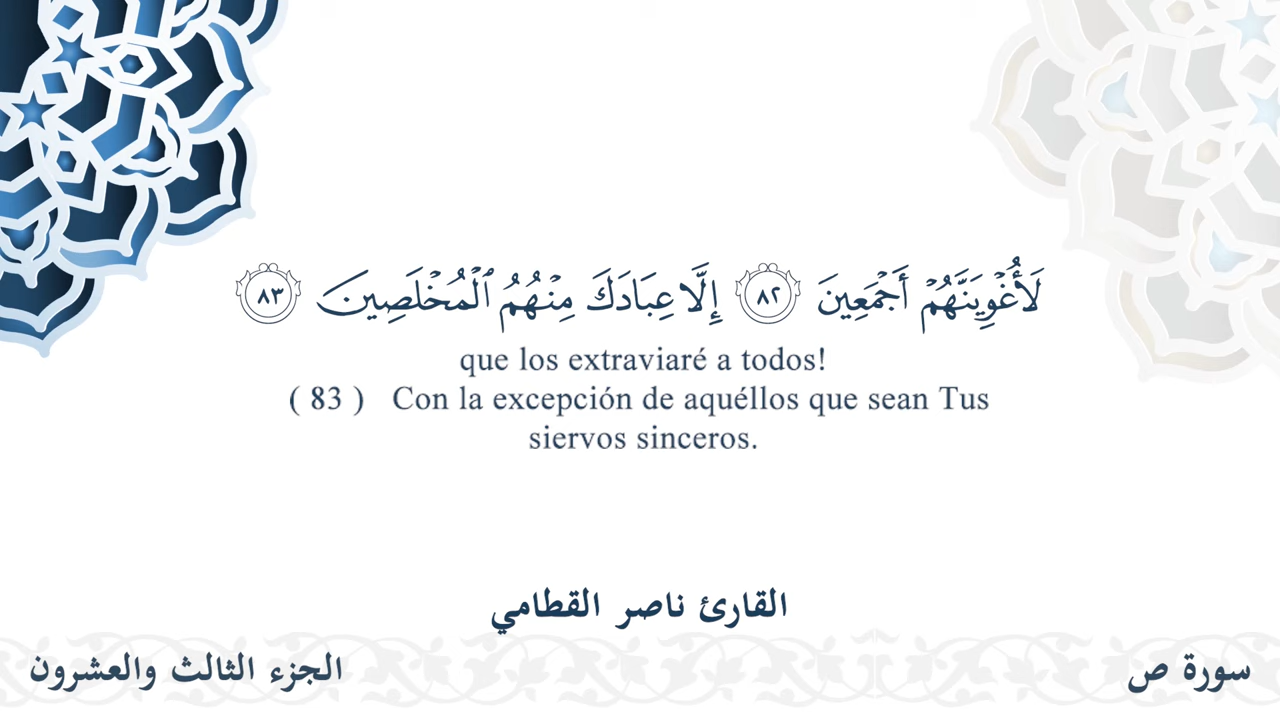 لَأُغْوِيَنَّهُمْ أَجْمَعِينَ ٨٢ إِلَّا عِبَادَكَ مِنْهُمُ ٱلْمُخْلَصِينَ ٨٣
que los extraviaré a todos!
( 83 ) Con la excepción de aquéllos que sean Tus
siervos sinceros.
القارئ ناصر القطامي
سورة ص
الجزء الثالث والعشرون